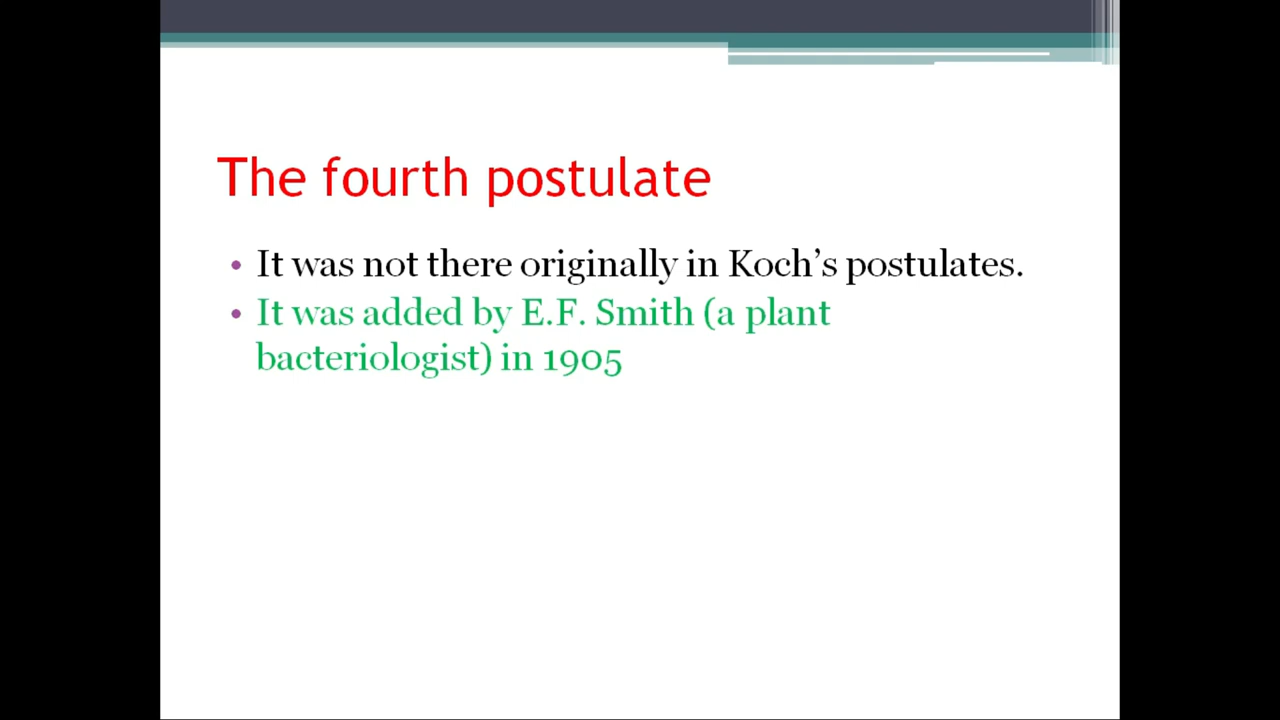 The fourth postulate
• It was not there originally in Koch’s postulates.
• It was added by E.F. Smith (a plant
bacteriologist) in 1905